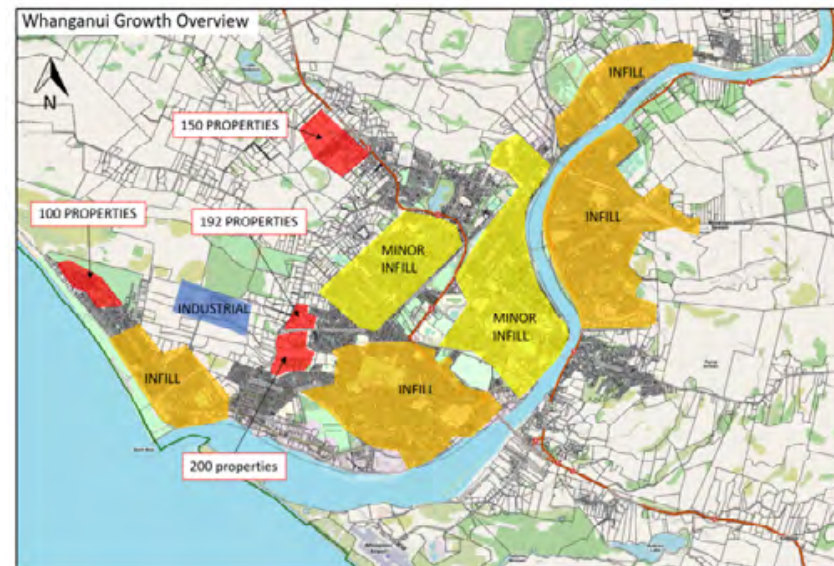 Whanganui Growth Overview
N
INFILL
150 PROPERTIES
100 PROPERTIES
192 PROPERTIES
INFILL
MINOR
INFILL
INDUSTRIAL
MINOR
INFILL
INFILL
INFILL
200 properties